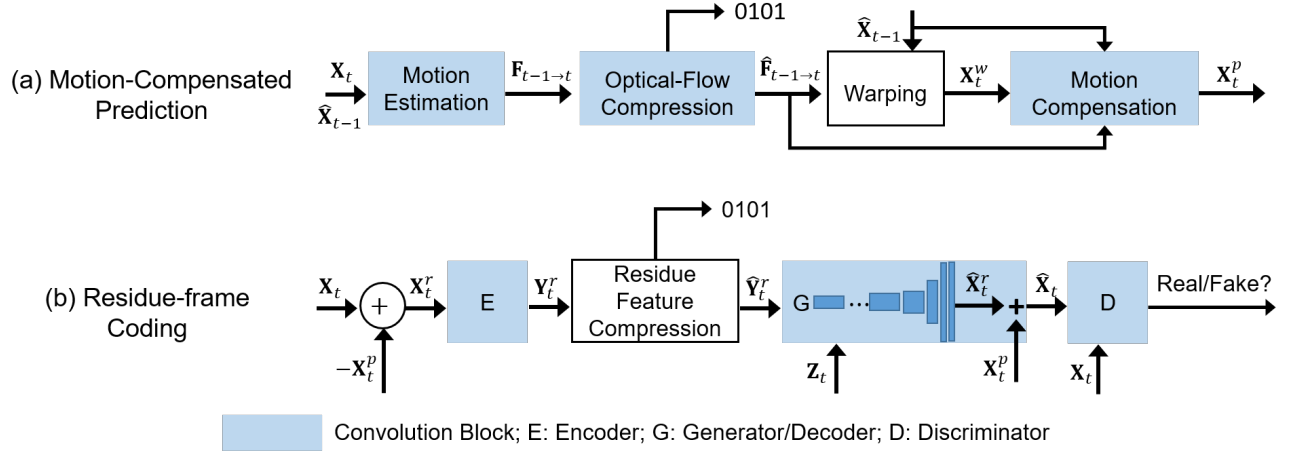 (a) Motion-Compensated
Prediction
X_t
X̂_{t−1}
Motion
Estimation
F_{t−1→t}
Optical-Flow
Compression
0101
F̂_{t−1→t}
X̂_{t−1}
Warping
X_t^w
Motion
Compensation
X_t^p
(b) Residue-frame
Coding
X_t
+
−X_t^p
X_t^r
E
Y_t^r
Residue
Feature
Compression
0101
Ŷ_t^r
G
...
Z_t
X̂_t^r
+
X_t^p
X̂_t
D
X_t
Real/Fake?
Convolution Block; E: Encoder; G: Generator/Decoder; D: Discriminator